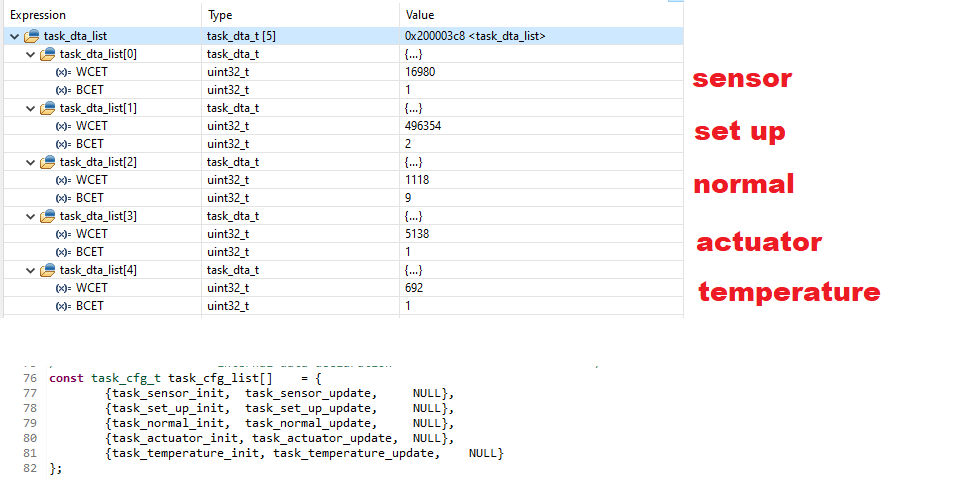 Expression Type Value
task_dta_list task_dta_t [5] 0x200003c8 <task_dta_list>
task_dta_list[0] task_dta_t {...}
(x)= WCET uint32_t 16980
(x)= BCET uint32_t 1
sensor
task_dta_list[1] task_dta_t {...}
(x)= WCET uint32_t 496354
(x)= BCET uint32_t 2
set up
task_dta_list[2] task_dta_t {...}
(x)= WCET uint32_t 1118
(x)= BCET uint32_t 9
normal
task_dta_list[3] task_dta_t {...}
(x)= WCET uint32_t 5138
(x)= BCET uint32_t 1
actuator
task_dta_list[4] task_dta_t {...}
(x)= WCET uint32_t 692
(x)= BCET uint32_t 1
temperature
76 const task_cfg_t task_cfg_list[] = {
77 {task_sensor_init, task_sensor_update, NULL},
78 {task_set_up_init, task_set_up_update, NULL},
79 {task_normal_init, task_normal_update, NULL},
80 {task_actuator_init, task_actuator_update, NULL},
81 {task_temperature_init, task_temperature_update, NULL}
82 };